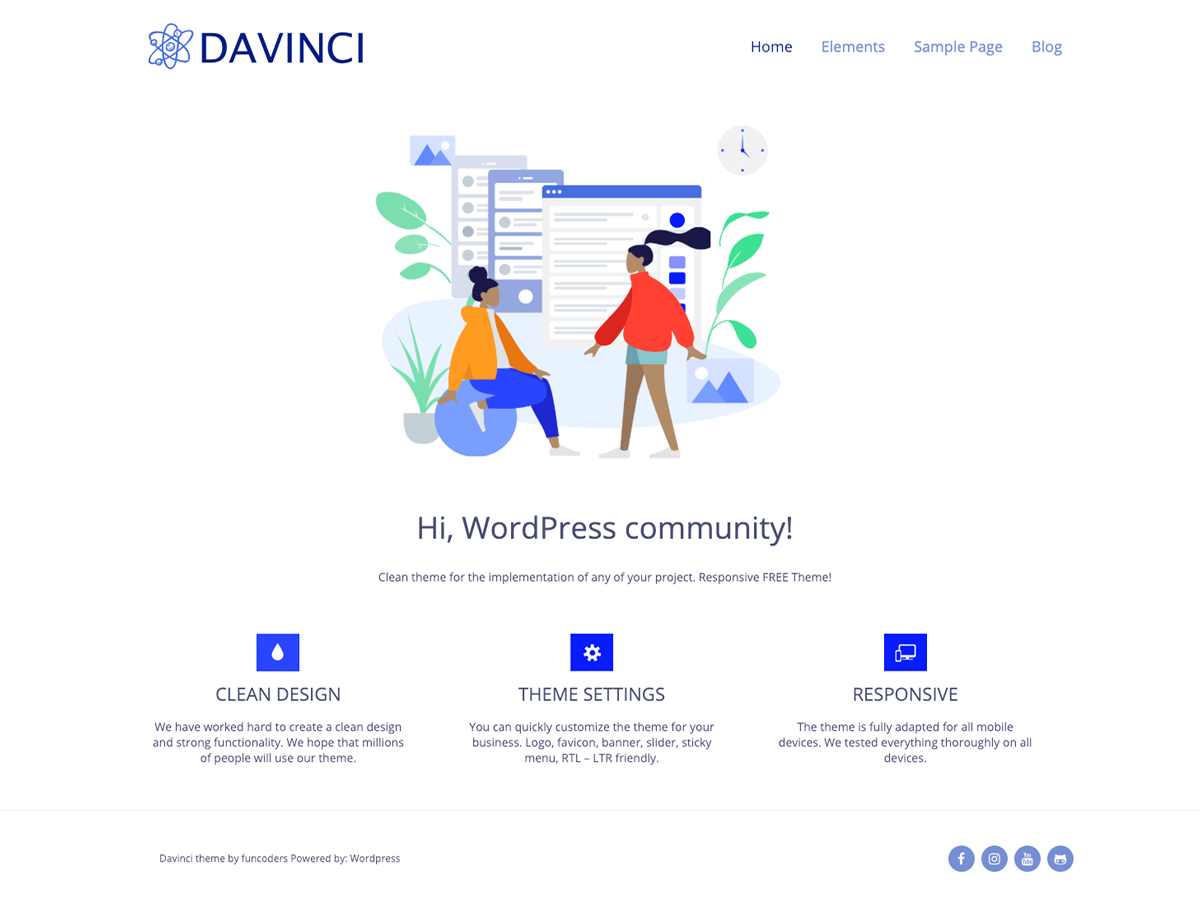 DAVINCI
Home Elements Sample Page Blog
Hi, WordPress community!
Clean theme for the implementation of any of your project. Responsive FREE Theme!
CLEAN DESIGN
We have worked hard to create a clean design
and strong functionality. We hope that millions
of people will use our theme.
THEME SETTINGS
You can quickly customize the theme for your
business. Logo, favicon, banner, slider, sticky
menu, RTL – LTR friendly.
RESPONSIVE
The theme is fully adapted for all mobile
devices. We tested everything thoroughly on all
devices.
Davinci theme by funcoders Powered by: Wordpress
You
Tube